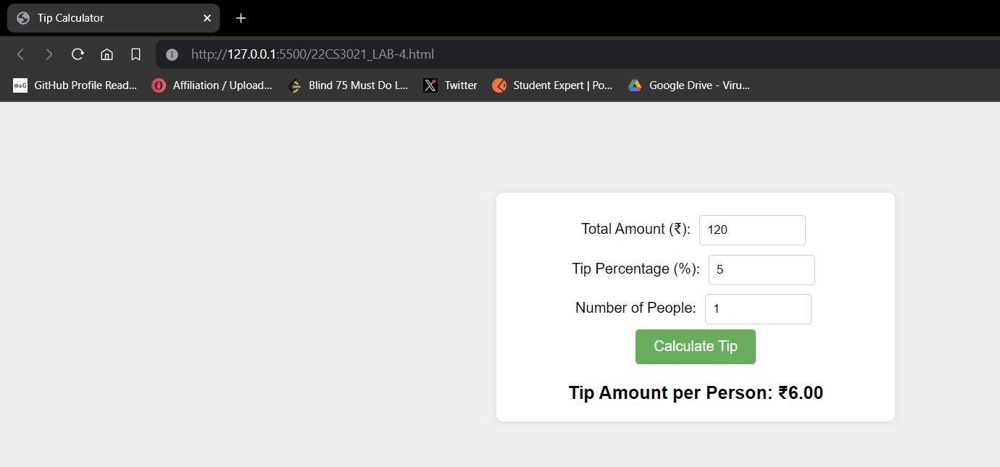 Tip Calculator
http://127.0.0.1:5500/22CS3021_LAB-4.html
GitHub Profile Read... Affiliation / Upload... Blind 75 Must Do L... Twitter Student Expert | Po... Google Drive - Viru...
Total Amount (₹): 120
Tip Percentage (%): 5
Number of People: 1
Calculate Tip
Tip Amount per Person: ₹6.00